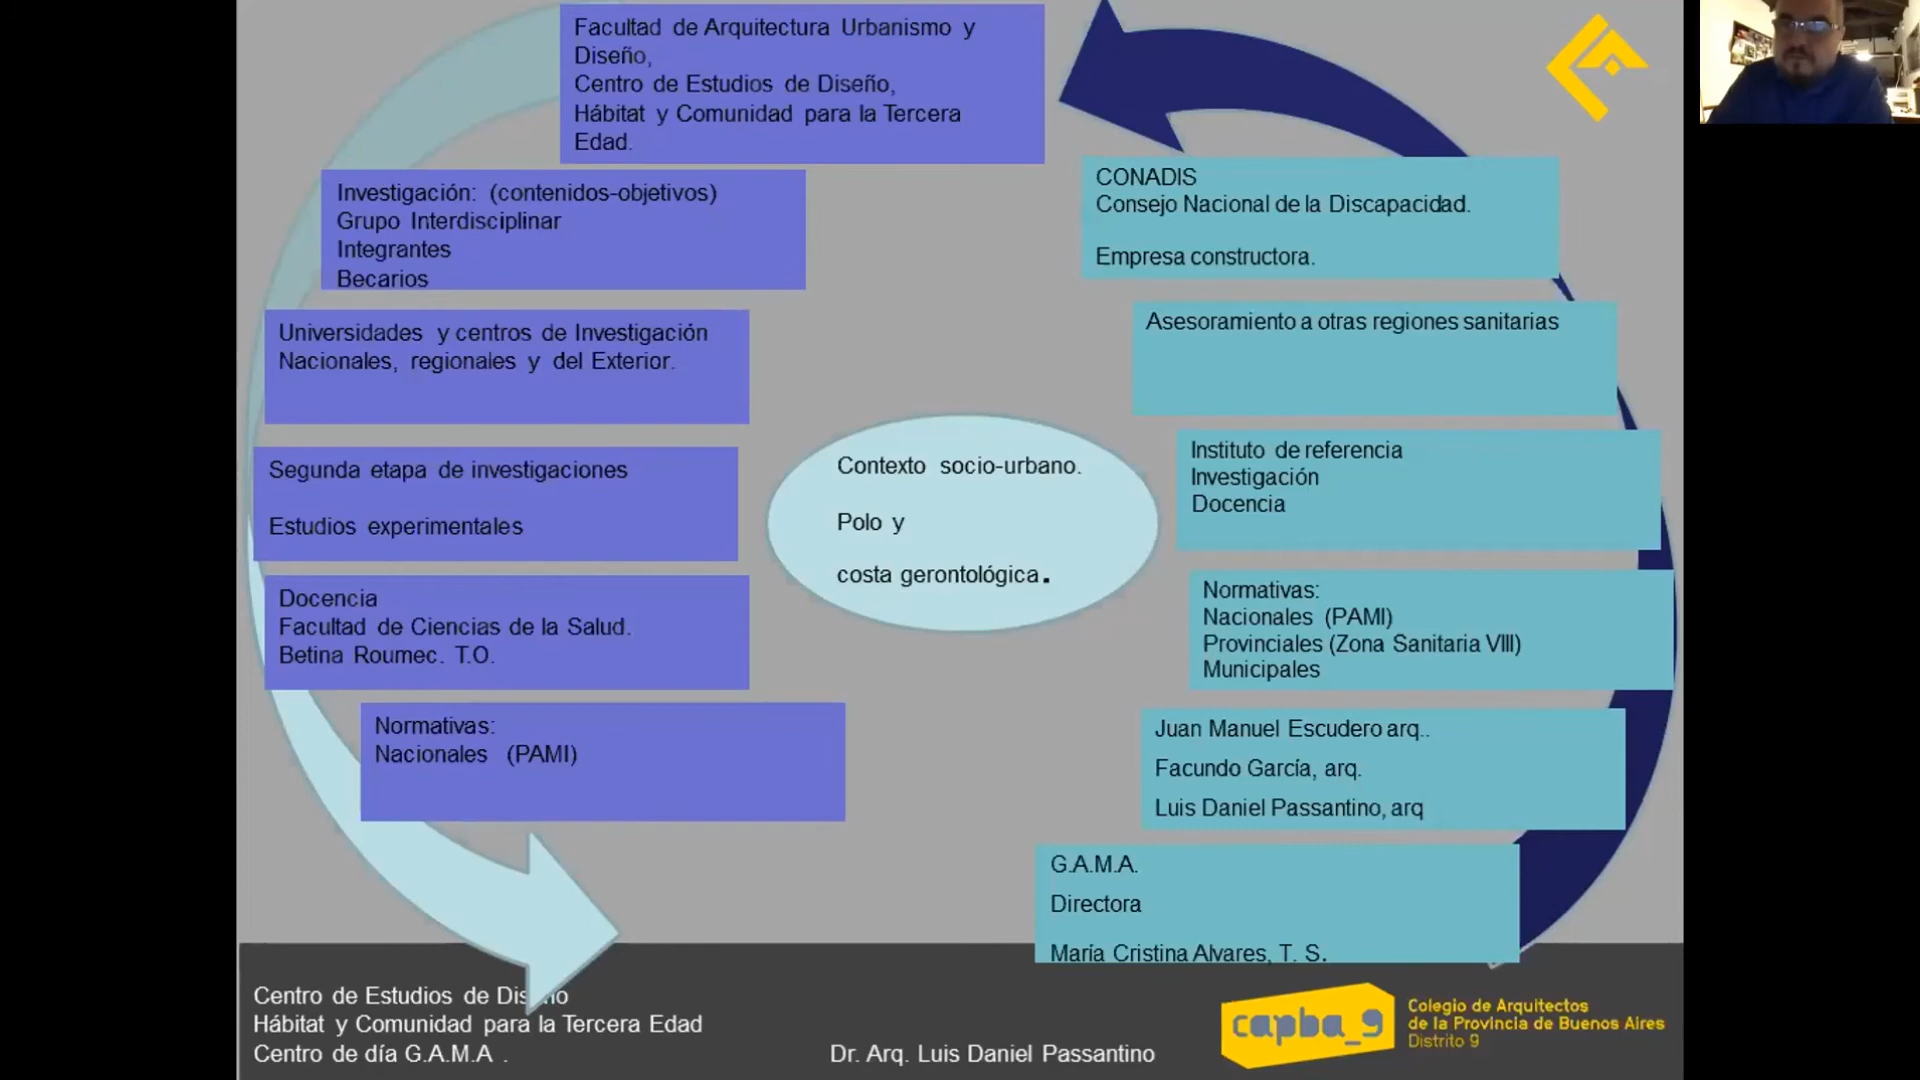 Facultad de Arquitectura Urbanismo y
Diseño,
Centro de Estudios de Diseño,
Hábitat y Comunidad para la Tercera
Edad.
Investigación: (contenidos-objetivos)
Grupo Interdisciplinar
Integrantes
Becarios
Universidades y centros de Investigación
Nacionales, regionales y del Exterior.
Segunda etapa de investigaciones
Estudios experimentales
Docencia
Facultad de Ciencias de la Salud.
Betina Roumec. T.O.
Normativas:
Nacionales (PAMI)
Contexto socio-urbano.
Polo y
costa gerontológica.
CONADIS
Consejo Nacional de la Discapacidad.
Empresa constructora.
Asesoramiento a otras regiones sanitarias
Instituto de referencia
Investigación
Docencia
Normativas:
Nacionales (PAMI)
Provinciales (Zona Sanitaria VIII)
Municipales
Juan Manuel Escudero arq..
Facundo García, arq.
Luis Daniel Passantino, arq
G.A.M.A.
Directora
María Cristina Alvares, T. S.
Centro de Estudios de
Hábitat y Comunidad para la Tercera Edad
Centro de día G.A.M.A .
Dr. Arq. Luis Daniel Passantino
capba_9
Colegio de Arquitectos
de la Provincia de Buenos Aires
Distrito 9